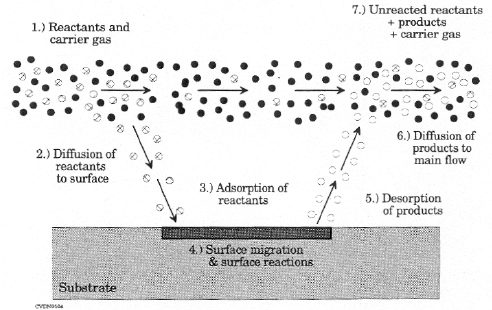 1.) Reactants and
carrier gas
7.) Unreacted reactants
+ products
+ carrier gas
2.) Diffusion of
reactants
to surface
3.) Adsorption of
reactants
6.) Diffusion of
products to
main flow
5.) Desorption
of products
4.) Surface migration
& surface reactions
Substrate